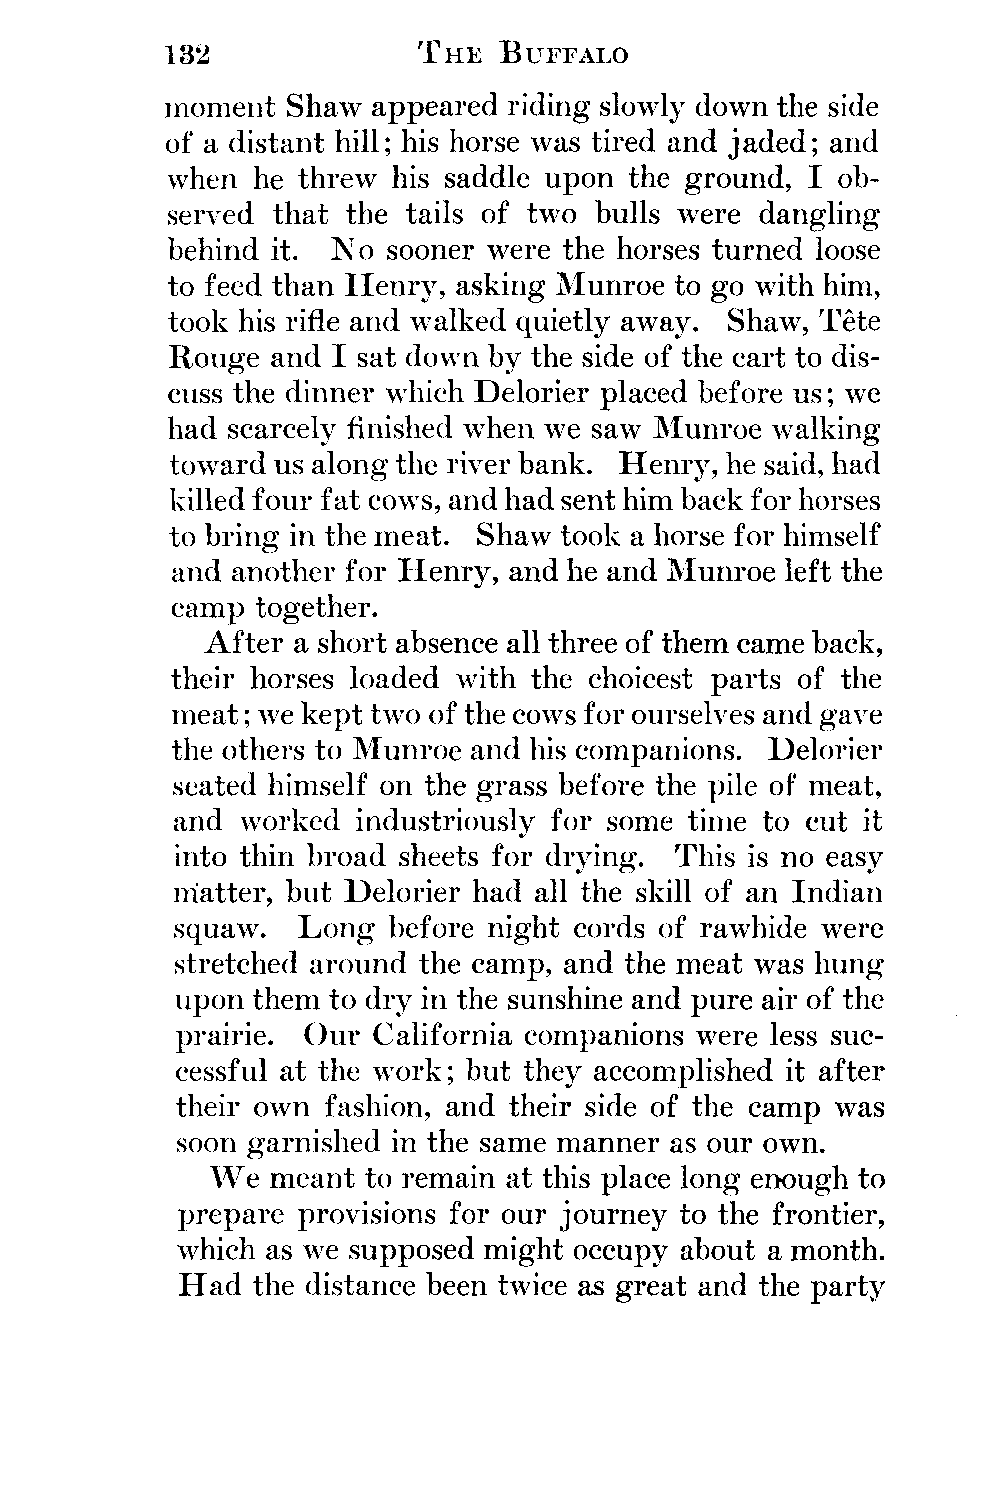 132 THE BUFFALO
moment Shaw appeared riding slowly down the side
of a distant hill; his horse was tired and jaded; and
when he threw his saddle upon the ground, I ob-
served that the tails of two bulls were dangling
behind it. No sooner were the horses turned loose
to feed than Henry, asking Munroe to go with him,
took his rifle and walked quietly away. Shaw, Tête
Rouge and I sat down by the side of the cart to dis-
cuss the dinner which Delorier placed before us; we
had scarcely finished when we saw Munroe walking
toward us along the river bank. Henry, he said, had
killed four fat cows, and had sent him back for horses
to bring in the meat. Shaw took a horse for himself
and another for Henry, and he and Munroe left the
camp together.
After a short absence all three of them came back,
their horses loaded with the choicest parts of the
meat; we kept two of the cows for ourselves and gave
the others to Munroe and his companions. Delorier
seated himself on the grass before the pile of meat,
and worked industriously for some time to cut it
into thin broad sheets for drying. This is no easy
matter, but Delorier had all the skill of an Indian
squaw. Long before night cords of rawhide were
stretched around the camp, and the meat was hung
upon them to dry in the sunshine and pure air of the
prairie. Our California companions were less suc-
cessful at the work; but they accomplished it after
their own fashion, and their side of the camp was
soon garnished in the same manner as our own.
We meant to remain at this place long enough to
prepare provisions for our journey to the frontier,
which as we supposed might occupy about a month.
Had the distance been twice as great and the party